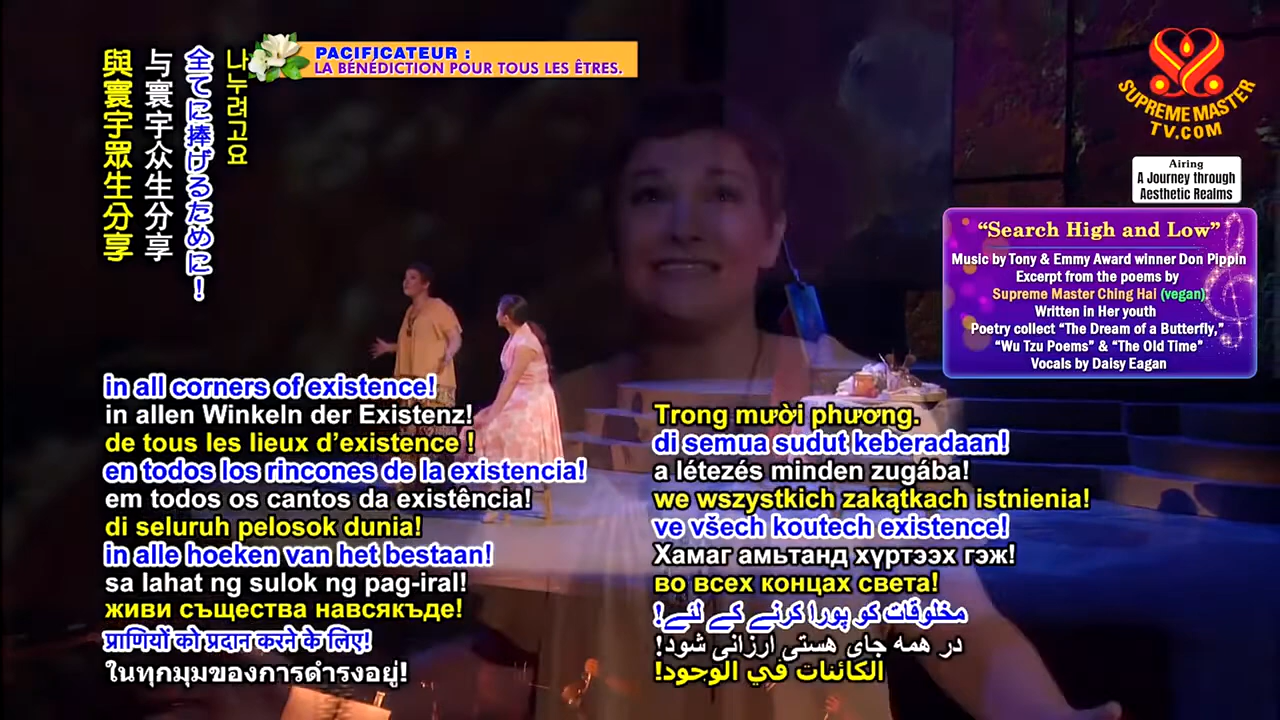 PACIFICATEUR :
LA BÉNÉDICTION POUR TOUS LES ÊTRES.
SUPREME MASTER
TV.COM
Airing
A Journey through
Aesthetic Realms
“Search High and Low”
Music by Tony & Emmy Award winner Don Pippin
Excerpt from the poems by
Supreme Master Ching Hai (vegan)
Written in Her youth
Poetry collect “The Dream of a Butterfly,”
“Wu Tzu Poems” & “The Old Time”
Vocals by Daisy Eagan
나누려고요
全てに捧げるために！
与寰宇众生分享
與寰宇眾生分享
in all corners of existence!
in allen Winkeln der Existenz!
de tous les lieux d’existence !
en todos los rincones de la existencia!
em todos os cantos da existência!
di seluruh pelosok dunia!
in alle hoeken van het bestaan!
sa lahat ng sulok ng pag-iral!
живи същества навсякъде!
प्राणियों को प्रदान करने के लिए!
ในทุกมุมของการดำรงอยู่!
Trong mười phương.
di semua sudut keberadaan!
a létezés minden zugába!
we wszystkich zakątkach istnienia!
ve všech koutech existence!
Хамаг амьтанд хүртээх гэж!
во всех концах света!
مخلوقات کو پورا کرنے کے لئے!
در همه جای هستی ارزانی شود!
الكائنات في الوجود!